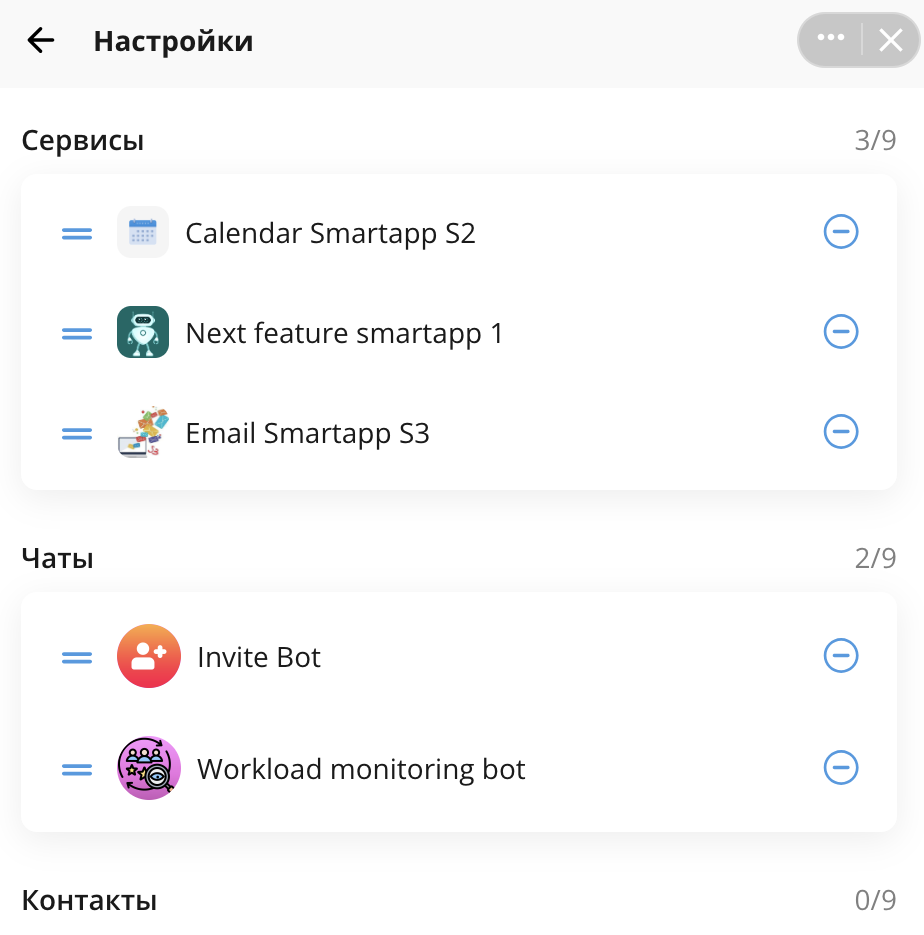 Настройки
Сервисы 3/9
Calendar Smartapp S2
Next feature smartapp 1
Email Smartapp S3
Чаты 2/9
Invite Bot
Workload monitoring bot
Контакты 0/9